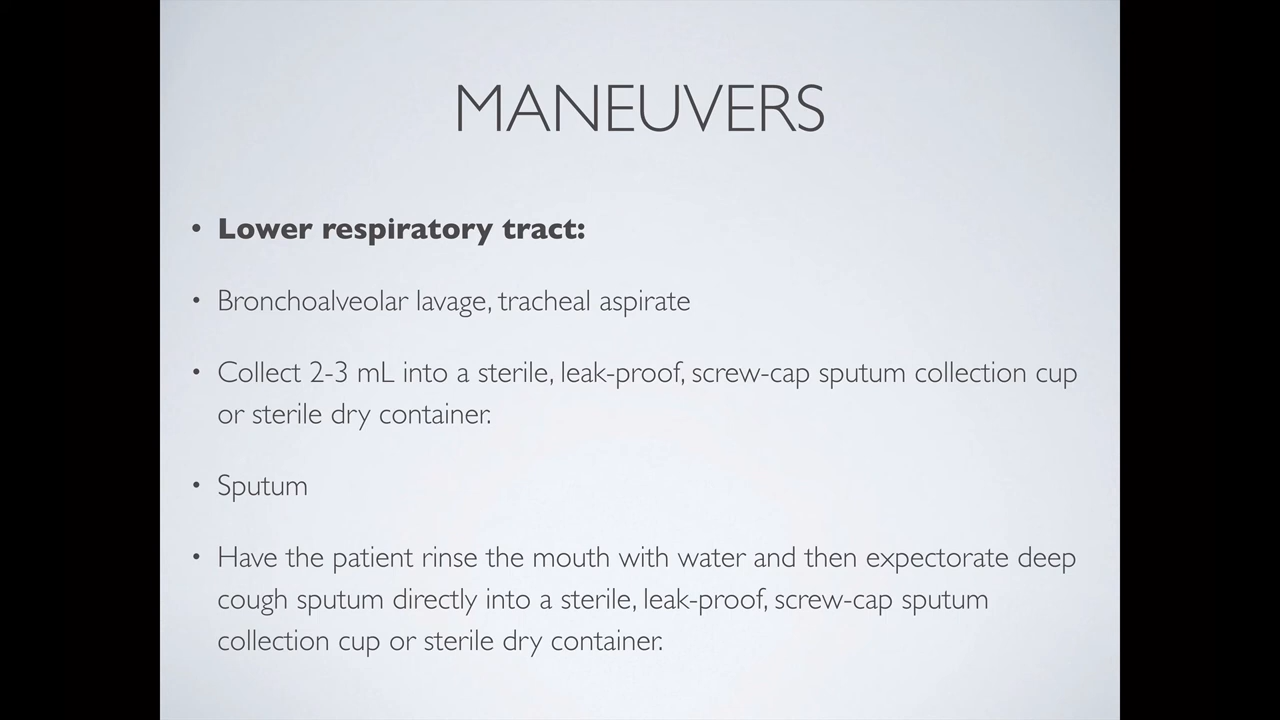 MANEUVERS
• Lower respiratory tract:
• Bronchoalveolar lavage, tracheal aspirate
• Collect 2-3 mL into a sterile, leak-proof, screw-cap sputum collection cup
or sterile dry container.
• Sputum
• Have the patient rinse the mouth with water and then expectorate deep
cough sputum directly into a sterile, leak-proof, screw-cap sputum
collection cup or sterile dry container.